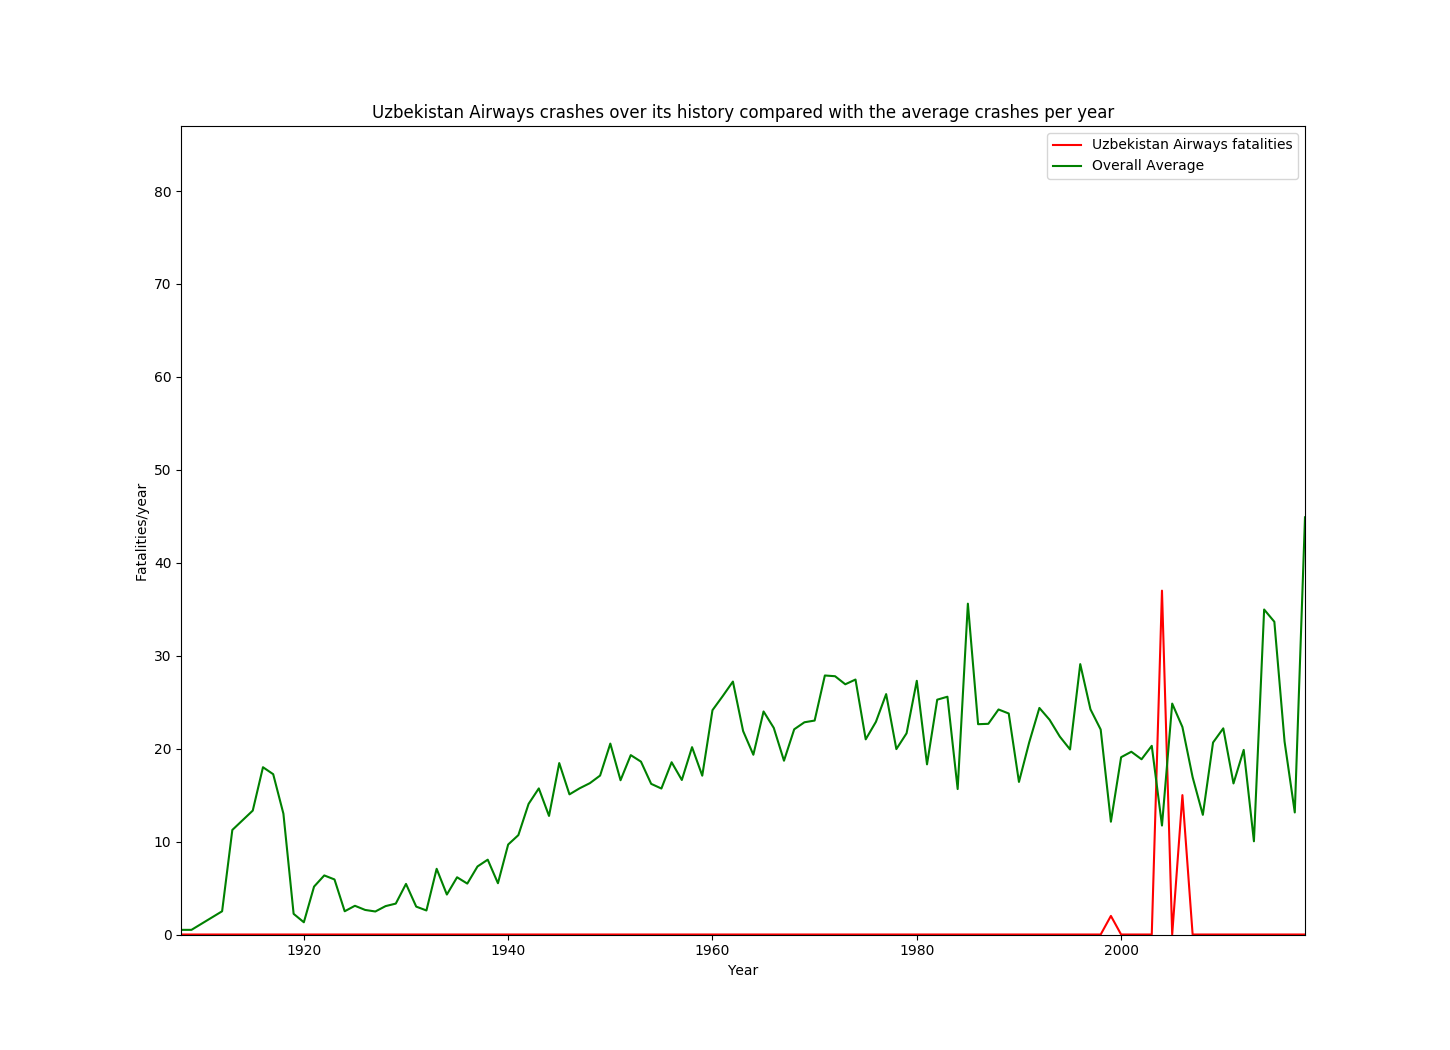 Uzbekistan Airways crashes over its history compared with the average crashes per year
Uzbekistan Airways fatalities
Overall Average
80
70
60
50
40
30
20
10
0
Fatalities/year
1920 1940 1960 1980 2000
Year